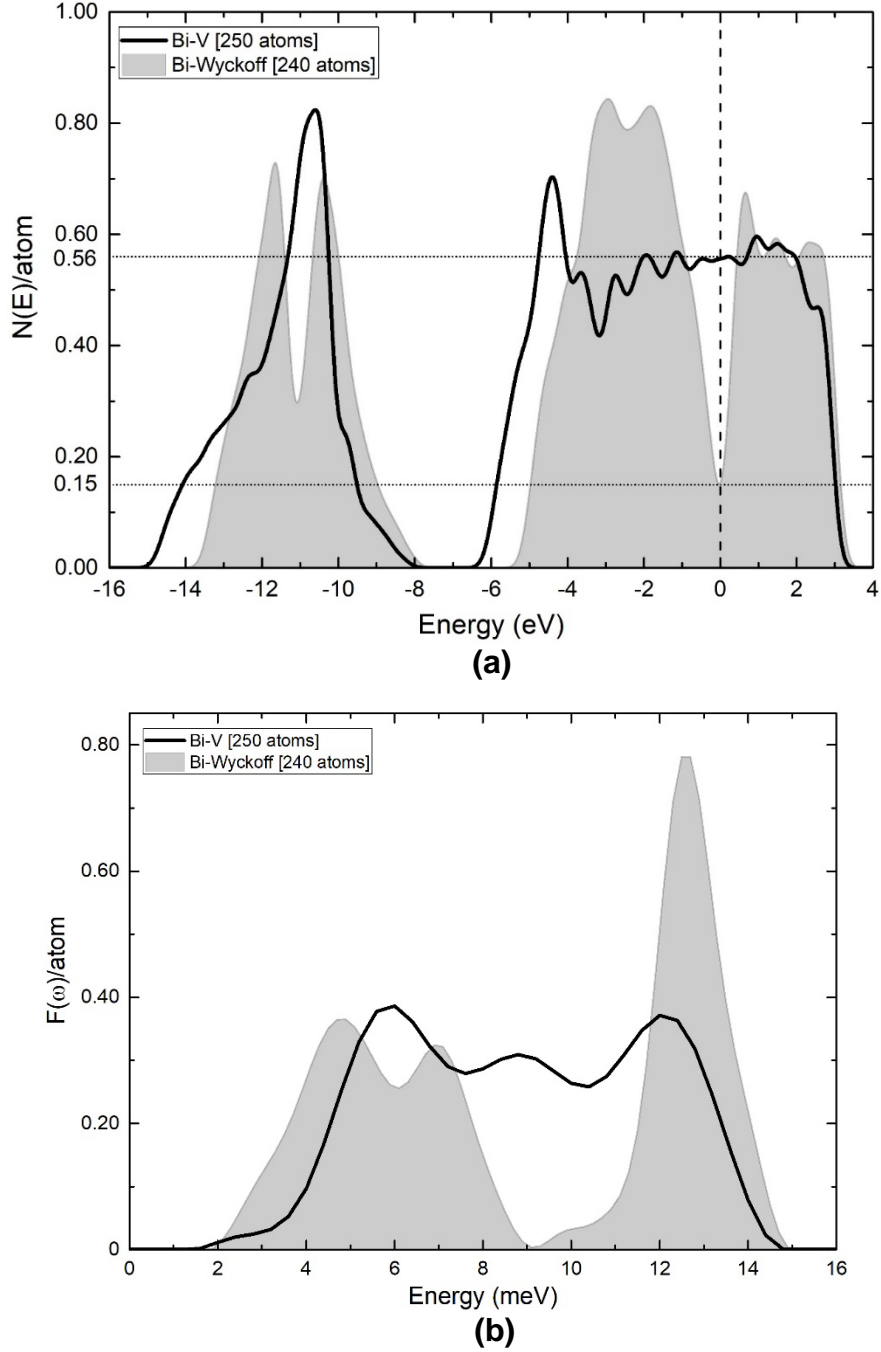 1.00
Bi-V [250 atoms]
Bi-Wyckoff [240 atoms]
0.80
0.60
0.56
0.40
0.20
0.15
0.00
N(E)/atom
-16 -14 -12 -10 -8 -6 -4 -2 0 2 4
Energy (eV)
(a)
Bi-V [250 atoms]
Bi-Wyckoff [240 atoms]
0.80
0.60
0.40
0.20
0
F(ω)/atom
0 2 4 6 8 10 12 14 16
Energy (meV)
(b)